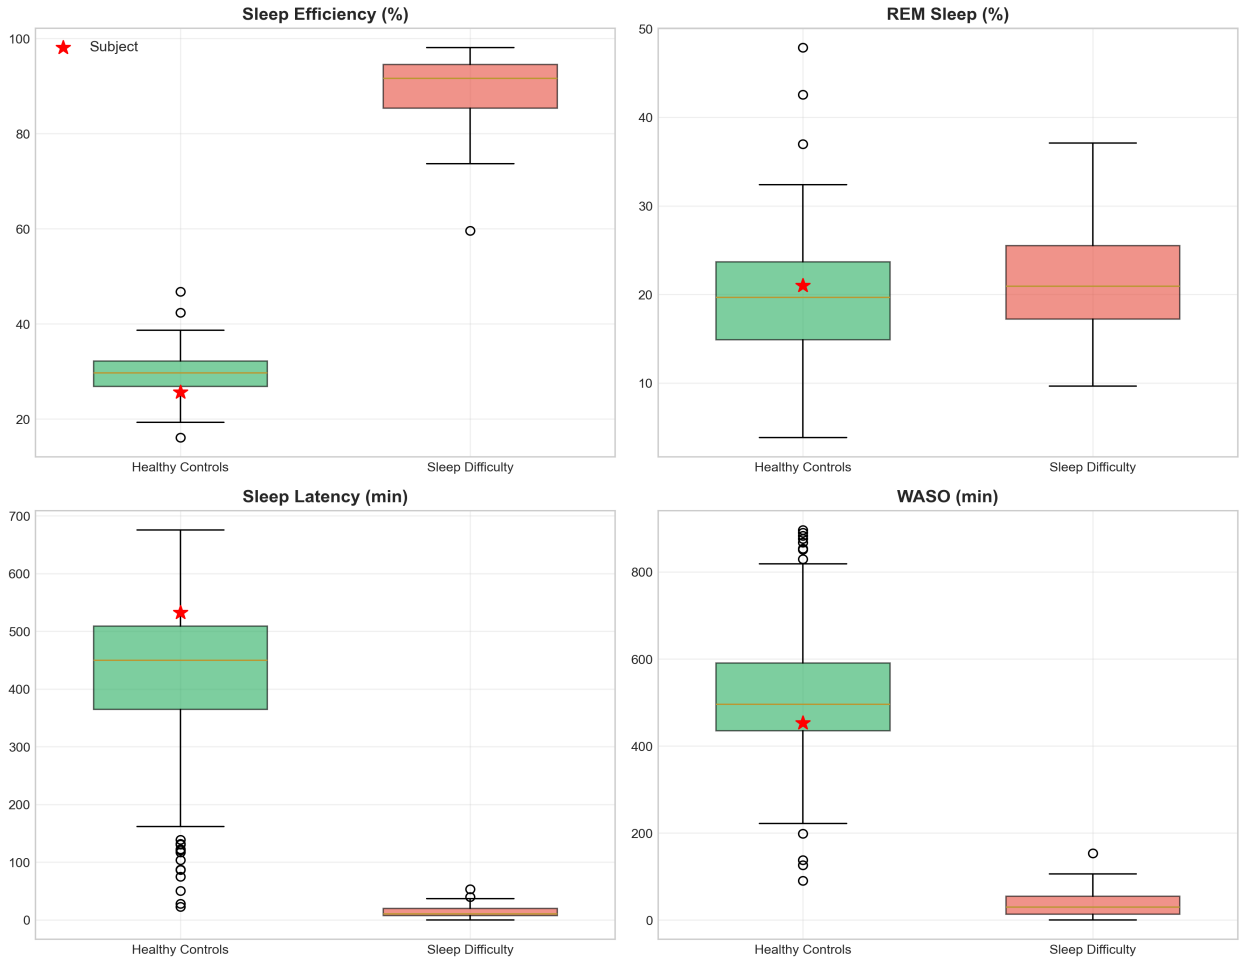 Sleep Efficiency (%)
100
80
60
40
20
Subject
Healthy Controls
Sleep Difficulty
REM Sleep (%)
50
40
30
20
10
Healthy Controls
Sleep Difficulty
Sleep Latency (min)
700
600
500
400
300
200
100
0
Healthy Controls
Sleep Difficulty
WASO (min)
800
600
400
200
0
Healthy Controls
Sleep Difficulty